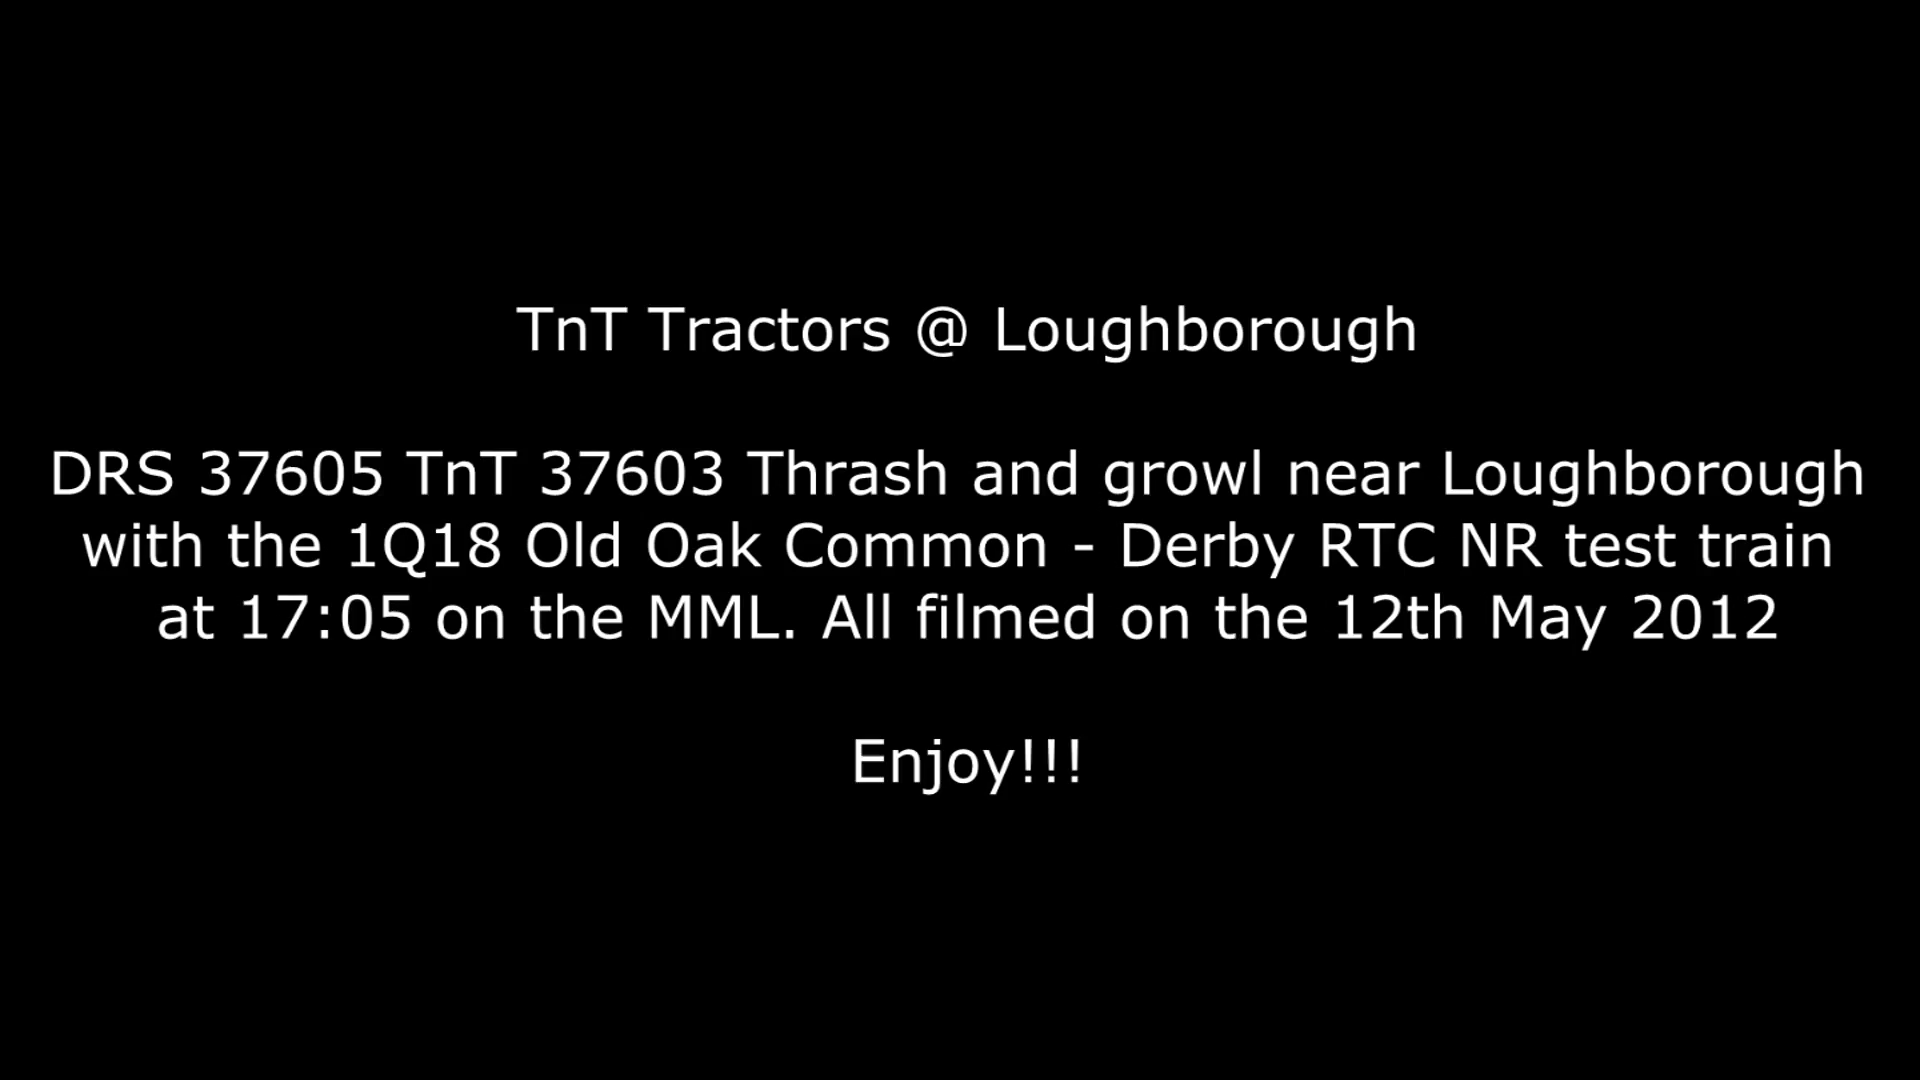 TnT Tractors @ Loughborough
DRS 37605 TnT 37603 Thrash and growl near Loughborough
with the 1Q18 Old Oak Common - Derby RTC NR test train
at 17:05 on the MML. All filmed on the 12th May 2012
Enjoy!!!